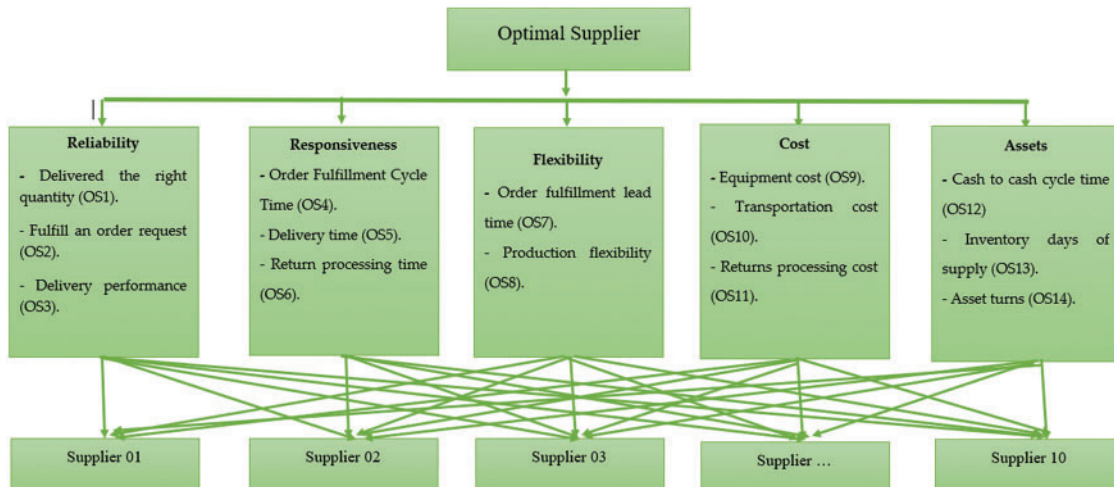 Optimal Supplier
Reliability
- Delivered the right
quantity (OS1).
- Fulfill an order request
(OS2).
- Delivery performance
(OS3).
Responsiveness
- Order Fulfillment Cycle
Time (OS4).
- Delivery time (OS5).
- Return processing time
(OS6).
Flexibility
- Order fulfillment lead
time (OS7).
- Production flexibility
(OS8).
Cost
- Equipment cost (OS9).
- Transportation cost
(OS10).
- Returns processing cost
(OS11).
Assets
- Cash to cash cycle time
(OS12)
- Inventory days of
supply (OS13).
- Asset turns (OS14).
Supplier 01
Supplier 02
Supplier 03
Supplier …
Supplier 10